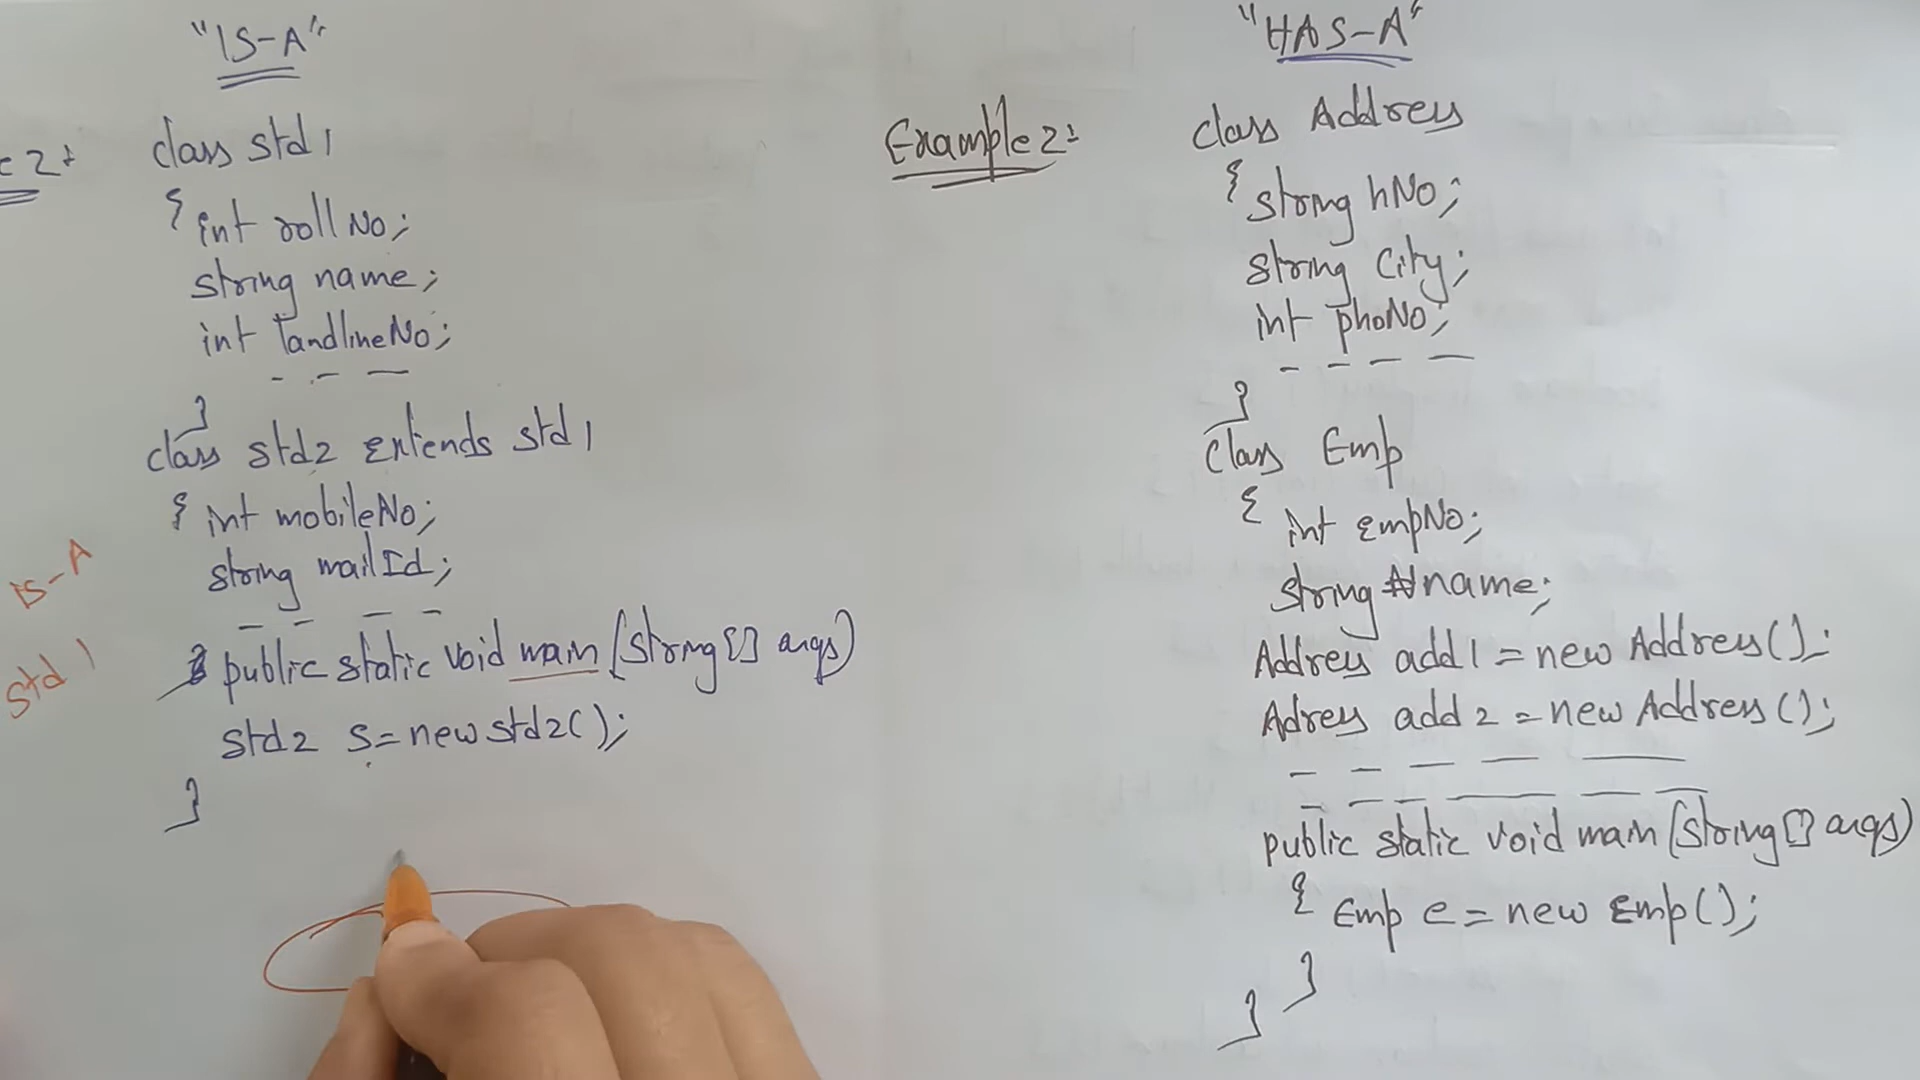 "IS-A"
2:
class std1
{ int rollNo;
string name;
int landlineNo;
- - -
}
class std2 extends std1
{ int mobileNo;
string mailId;
- - - -
} public static void main (string[] args)
std2 s = new std2();
}
IS-A
std1
"HAS-A"
Example 2:
class Address
{ string hNo;
string City;
int phoNo;
- - - -
}
class Emp
{ int empNo;
string name;
Address add1 = new Address();
Adress add2 = new Address();
- - - - -
- - - - - -
public static void main (string[] args)
{ Emp e = new Emp();
}
}